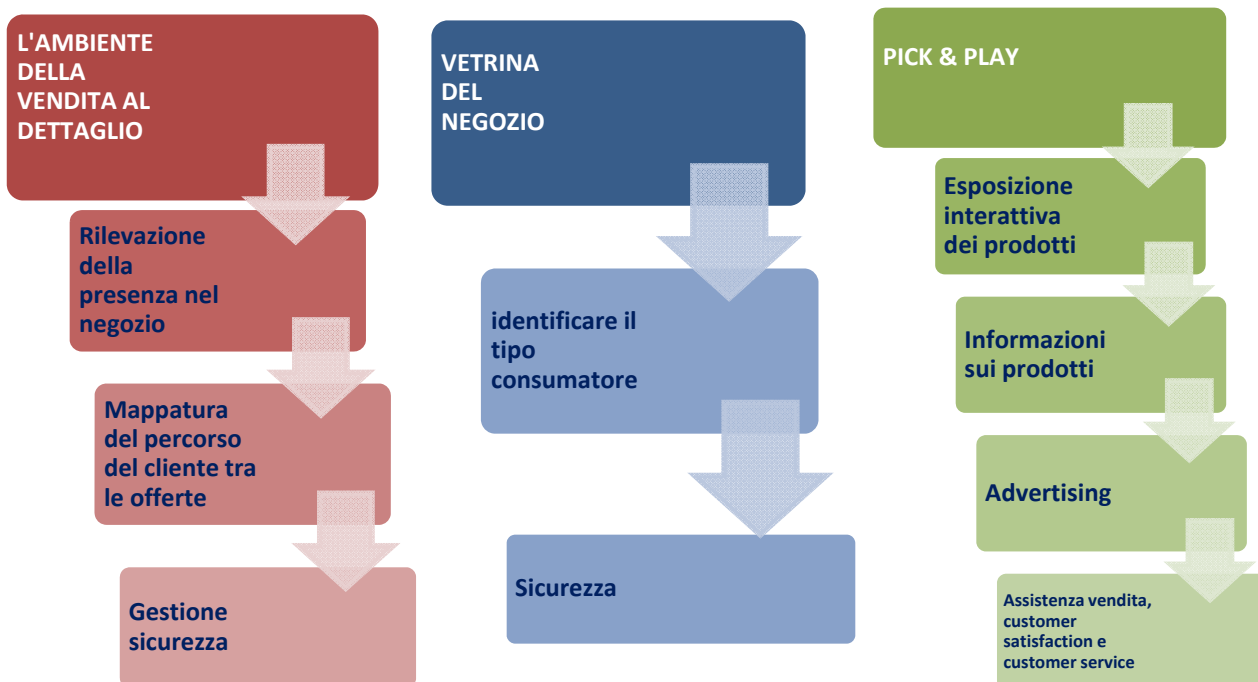 L'AMBIENTE
DELLA
VENDITA AL
DETTAGLIO
Rilevazione
della
presenza nel
negozio
Mappatura
del percorso
del cliente tra
le offerte
Gestione
sicurezza
VETRINA
DEL
NEGOZIO
identificare il
tipo
consumatore
Sicurezza
PICK & PLAY
Esposizione
interattiva
dei prodotti
Informazioni
sui prodotti
Advertising
Assistenza vendita,
customer
satisfaction e
customer service